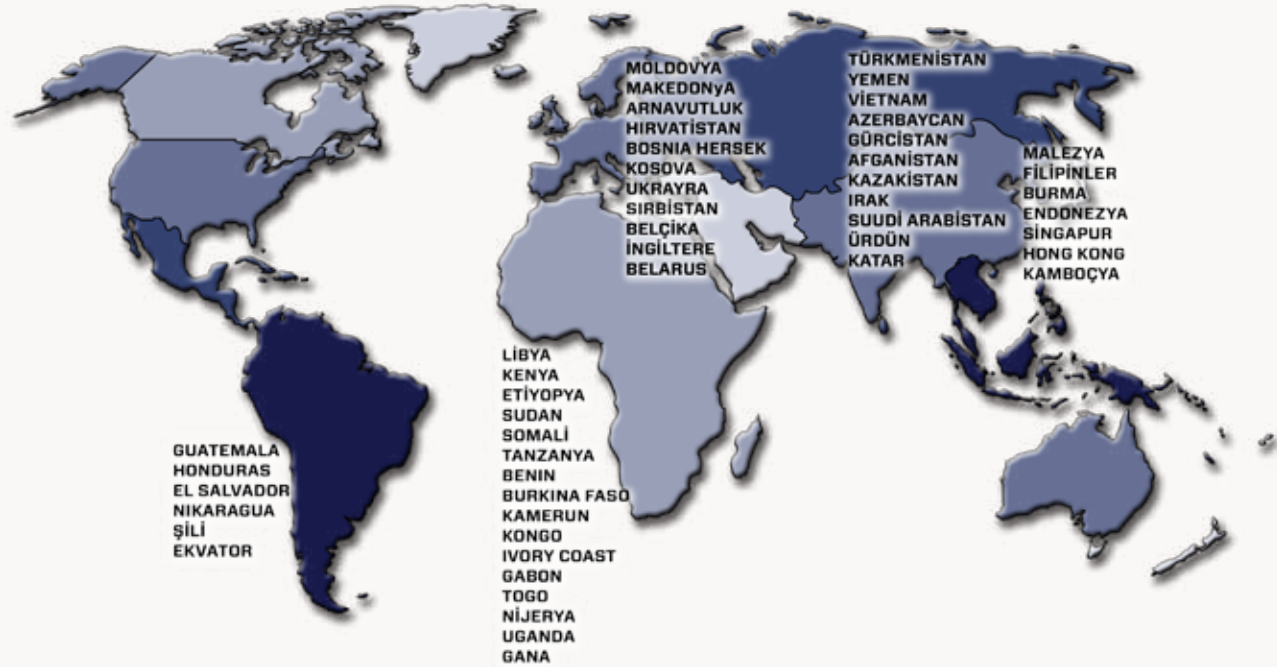 MOLDOVYA
MAKEDONyA
ARNAVUTLUK
HIRVATİSTAN
BOSNIA HERSEK
KOSOVA
UKRAYRA
SIRBİSTAN
BELÇİKA
İNGİLTERE
BELARUS
TÜRKMENİSTAN
YEMEN
VİETNAM
AZERBAYCAN
GÜRCİSTAN
AFGANİSTAN
KAZAKİSTAN
IRAK
SUUDİ ARABİSTAN
ÜRDÜN
KATAR
MALEZYA
FİLİPİNLER
BURMA
ENDONEZYA
SİNGAPUR
HONG KONG
KAMBOÇYA
GUATEMALA
HONDURAS
EL SALVADOR
NIKARAGUA
ŞİLİ
EKVATOR
LİBYA
KENYA
ETİYOPYA
SUDAN
SOMALİ
TANZANYA
BENIN
BURKINA FASO
KAMERUN
KONGO
IVORY COAST
GABON
TOGO
NİJERYA
UGANDA
GANA